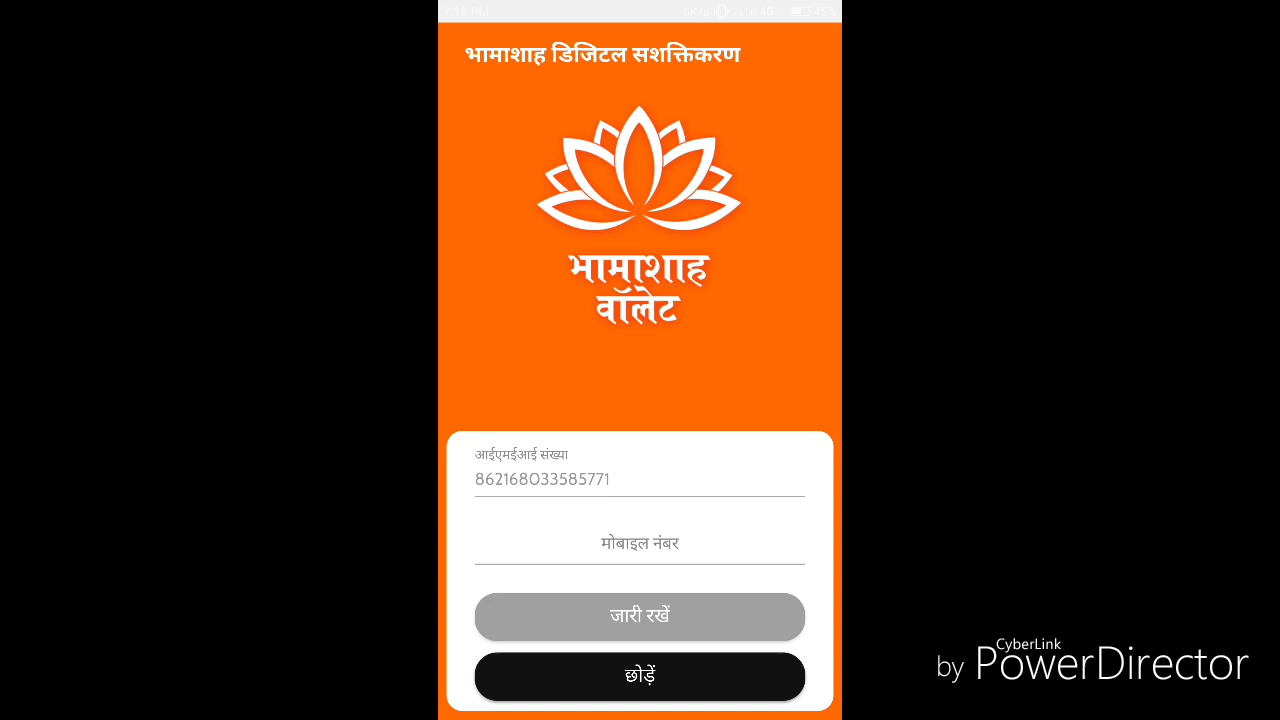 भामाशाह डिजिटल सशक्तिकरण
भामाशाह
वॉलेट
आईएमईआई संख्या
862168033585771
मोबाइल नंबर
जारी रखें
छोड़ें
CyberLink
by PowerDirector